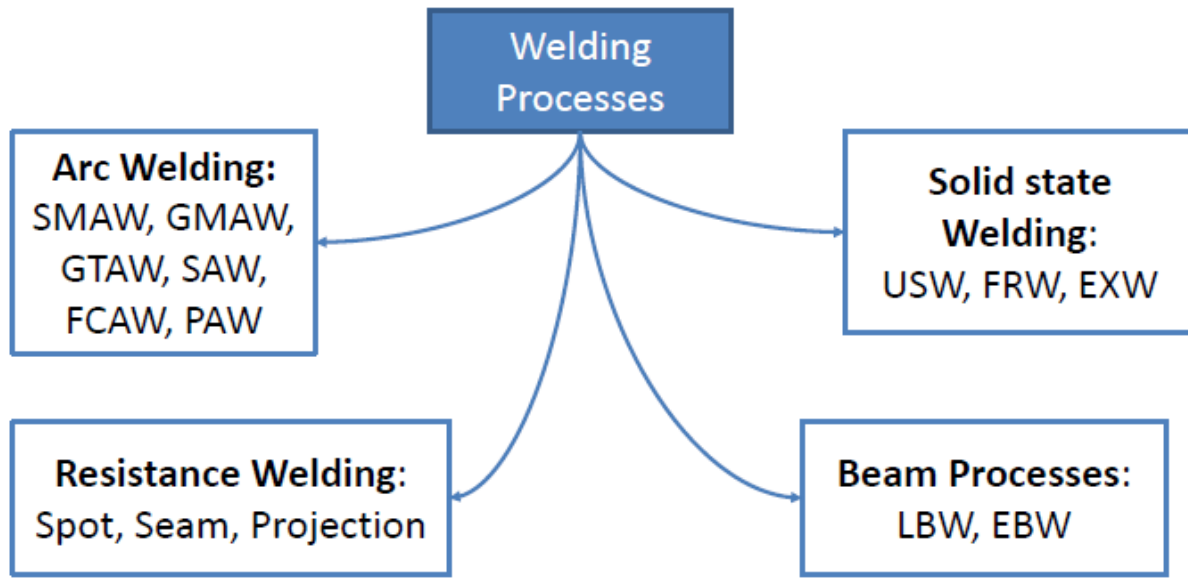 Welding
Processes
Arc Welding:
SMAW, GMAW,
GTAW, SAW,
FCAW, PAW
Solid state
Welding:
USW, FRW, EXW
Resistance Welding:
Spot, Seam, Projection
Beam Processes:
LBW, EBW